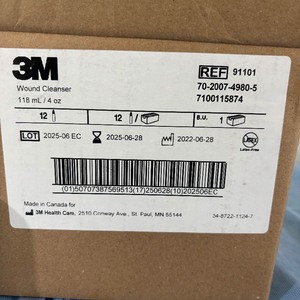 3M
REF 91101
Wound Cleanser
70-2007-4980-5
118 mL / 4 oz
7100115874
12 12 / B.U. 1
LOT 2025-06 EC 2025-06-28 2022-06-28
Latex-Free
(01)50707387569513(17)250628(10)202506EC
Made in Canada for
3M Health Care, 2510 Conway Ave., St. Paul, MN 55144
34-8722-1124-7